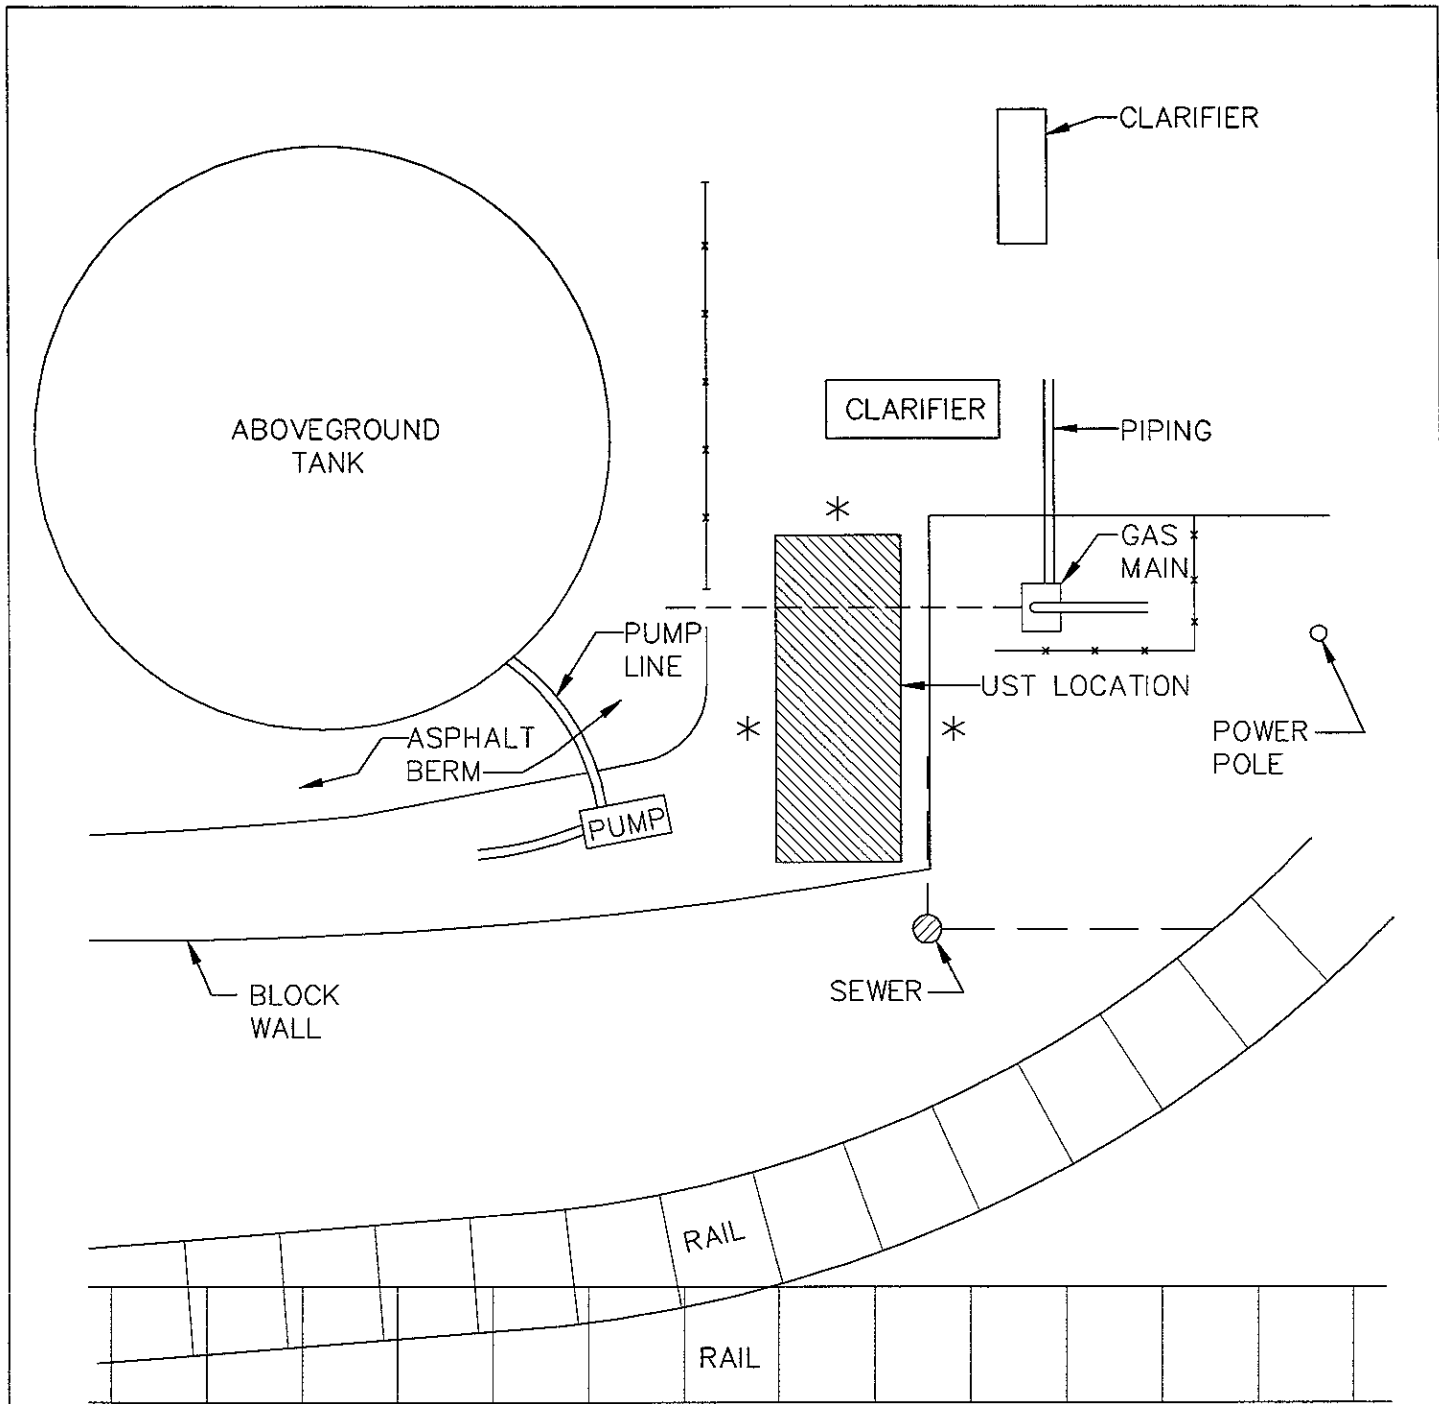 CLARIFIER
CLARIFIER
ABOVEGROUND
TANK
PIPING
GAS
MAIN
PUMP
LINE
UST LOCATION
ASPHALT
BERM
POWER
POLE
PUMP
SEWER
BLOCK
WALL
RAIL
RAIL